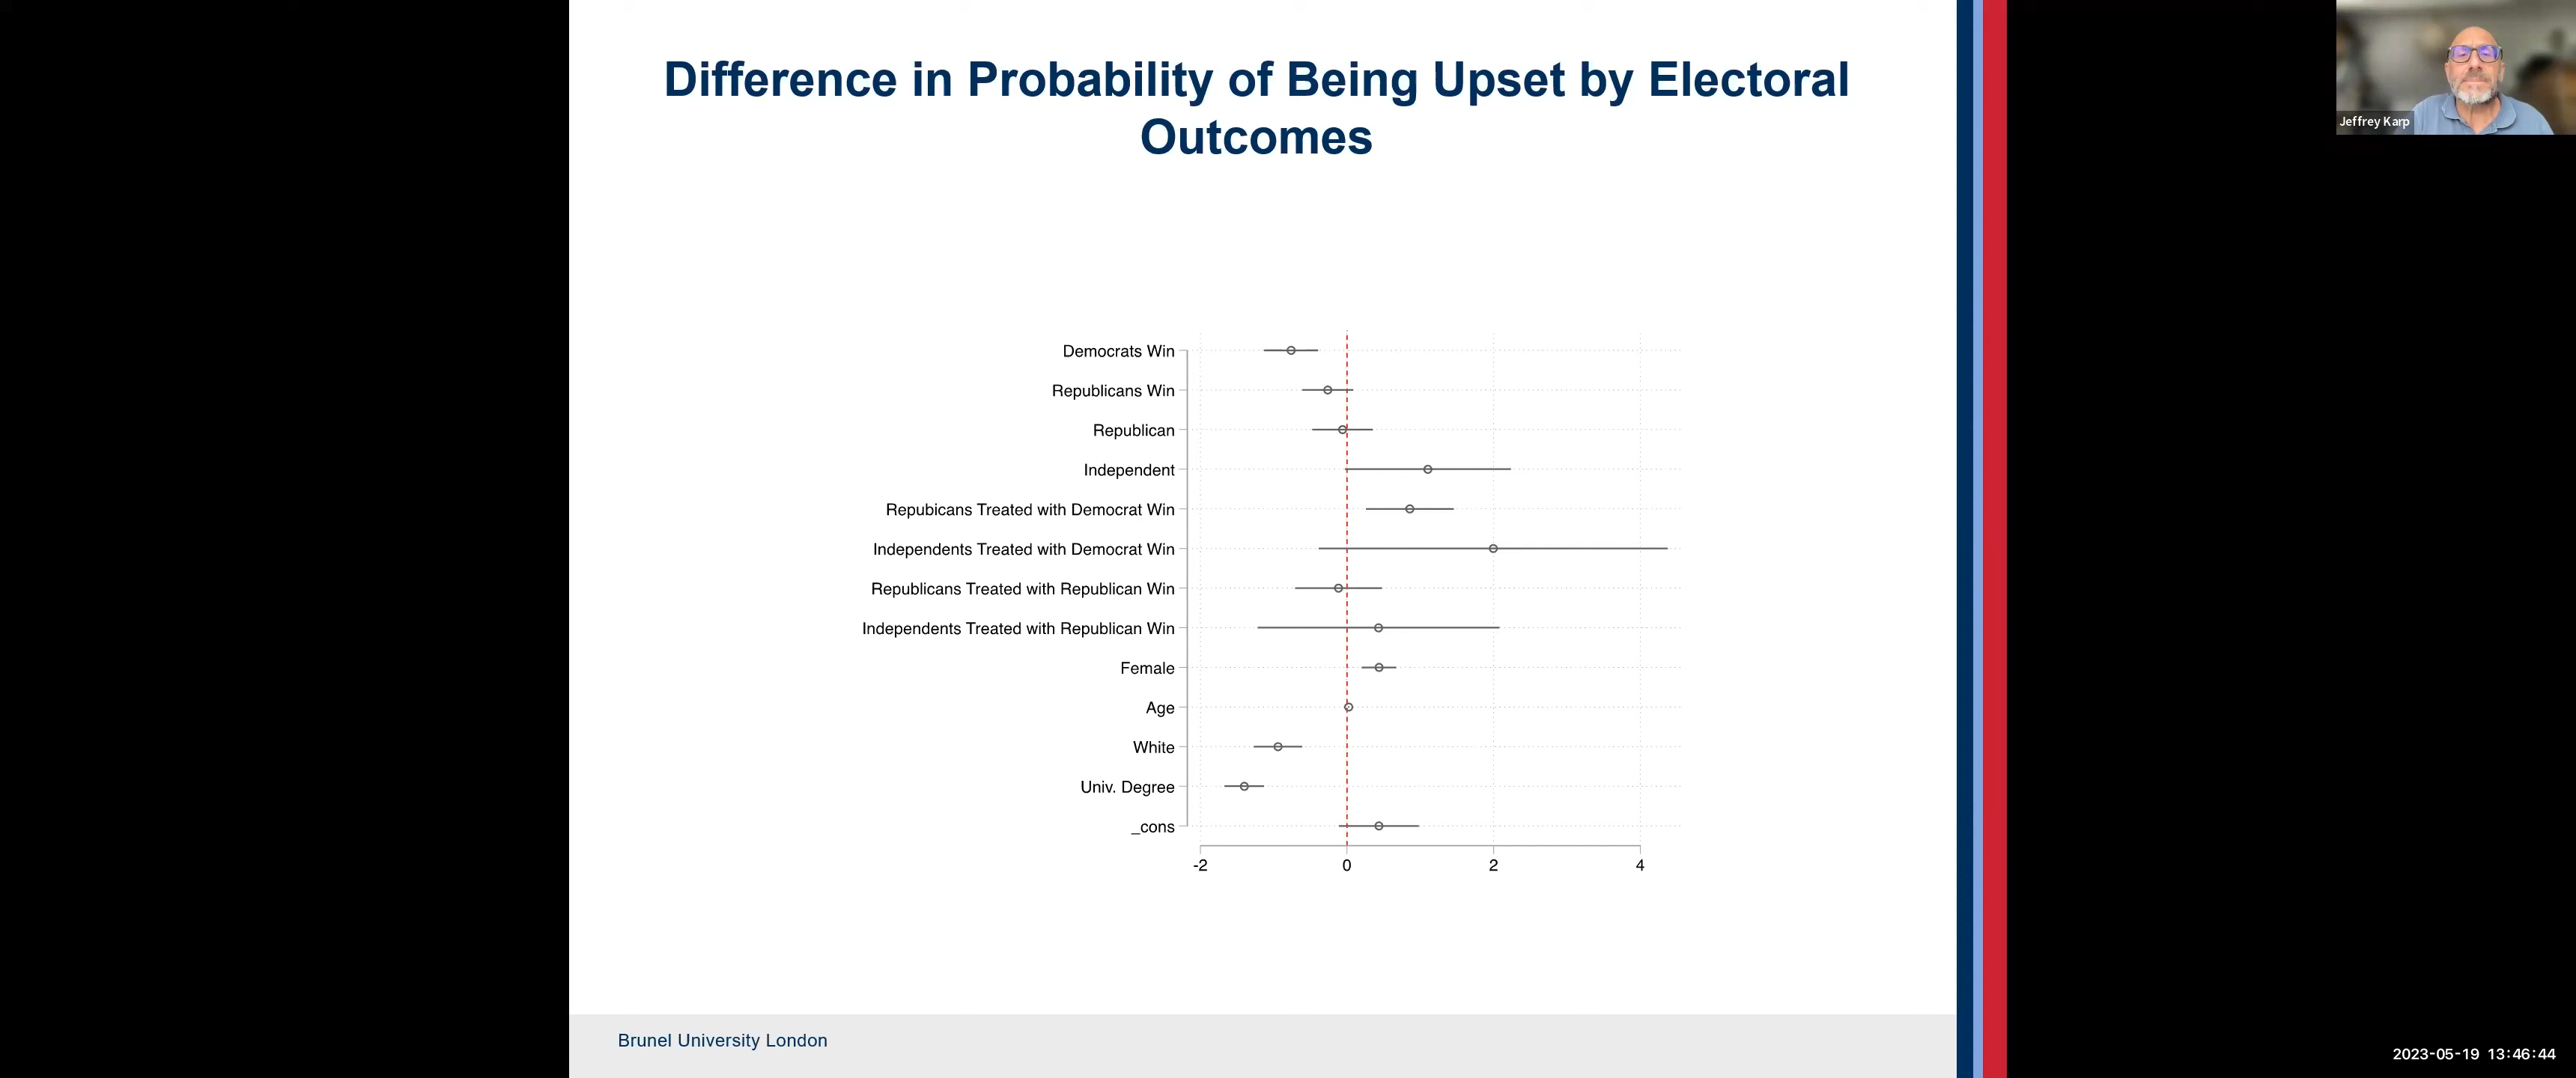 Difference in Probability of Being Upset by Electoral
Outcomes
Jeffrey Karp
Democrats Win
Republicans Win
Republican
Independent
Repubicans Treated with Democrat Win
Independents Treated with Democrat Win
Republicans Treated with Republican Win
Independents Treated with Republican Win
Female
Age
White
Univ. Degree
_cons
-2 0 2 4
Brunel University London
2023-05-19 13:46:44